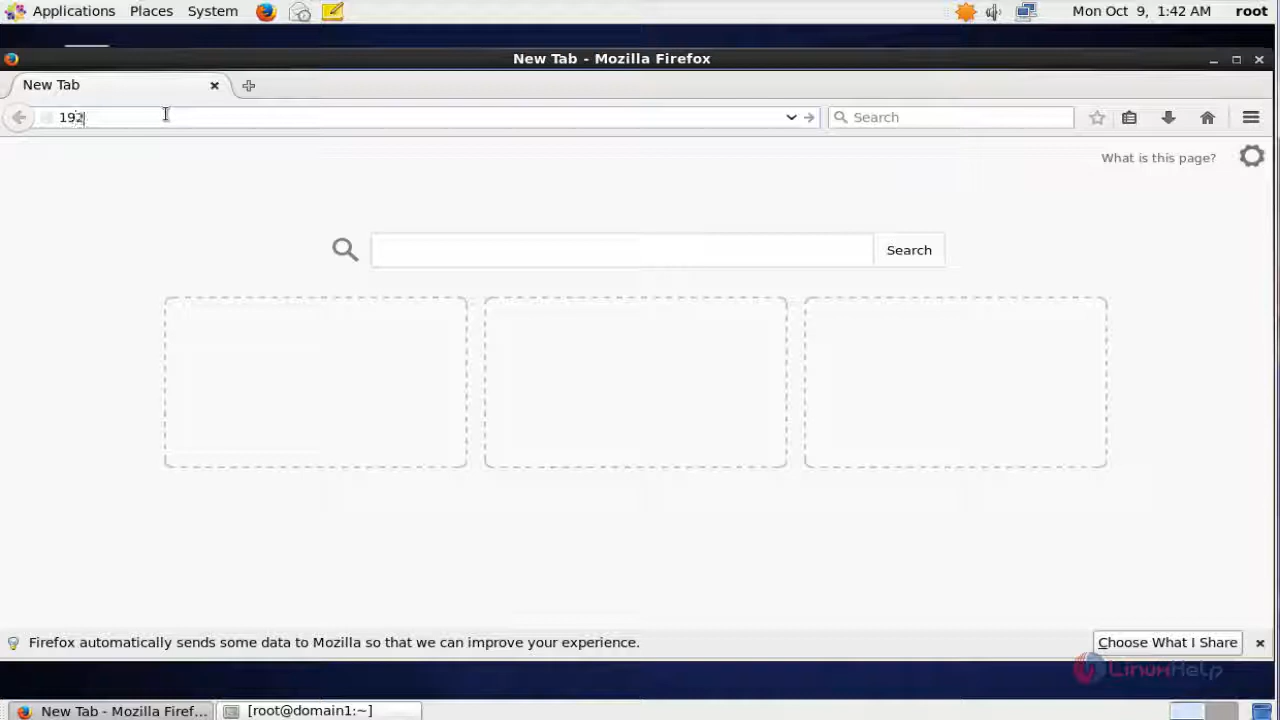 Applications Places System Mon Oct 9, 1:42 AM root
New Tab - Mozilla Firefox
New Tab
192 Search
What is this page?
Search
Firefox automatically sends some data to Mozilla so that we can improve your experience. Choose What I Share
LinuxHelp
New Tab - Mozilla Firef... [root@domain1:~]